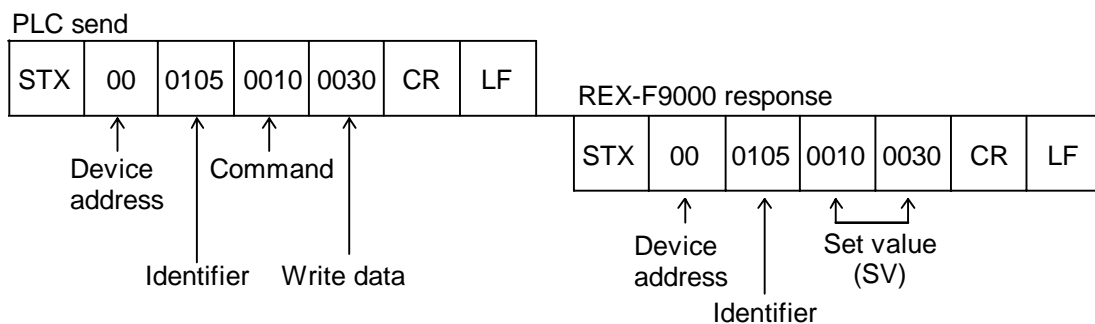 PLC send
STX 00 0105 0010 0030 CR LF
Device address
Command
Identifier
Write data
REX-F9000 response
STX 00 0105 0010 0030 CR LF
Device address
Set value (SV)
Identifier